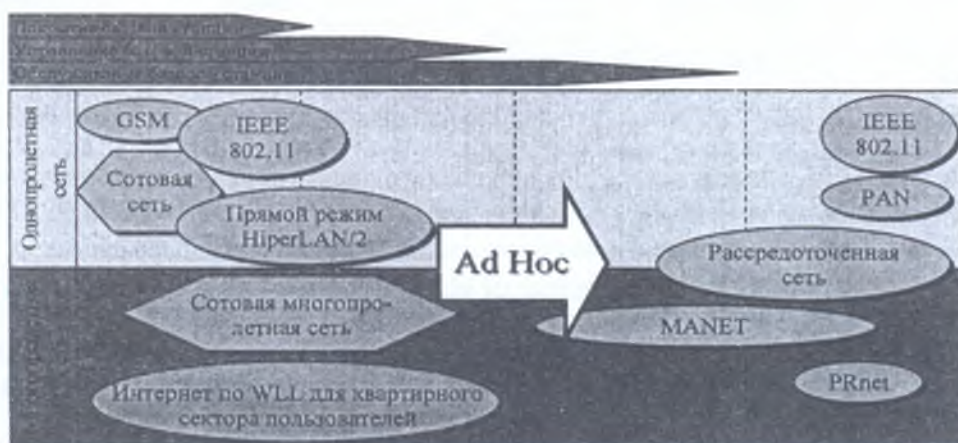 Однопролетная
сеть
GSM
IEEE
802.11
Сотовая
сеть
Прямой режим
HiperLAN/2
Ad Hoc
IEEE
802.11
PAN
Рассредоточенная
сеть
Сотовая многопро-
летная сеть
MANET
Интернет по WLL для квартирного
сектора пользователей
PRnet